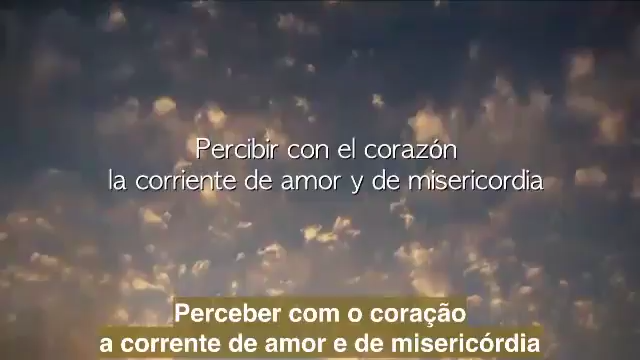 Percibir con el corazón
la corriente de amor y de misericordia
Perceber com o coração
a corrente de amor e de misericórdia